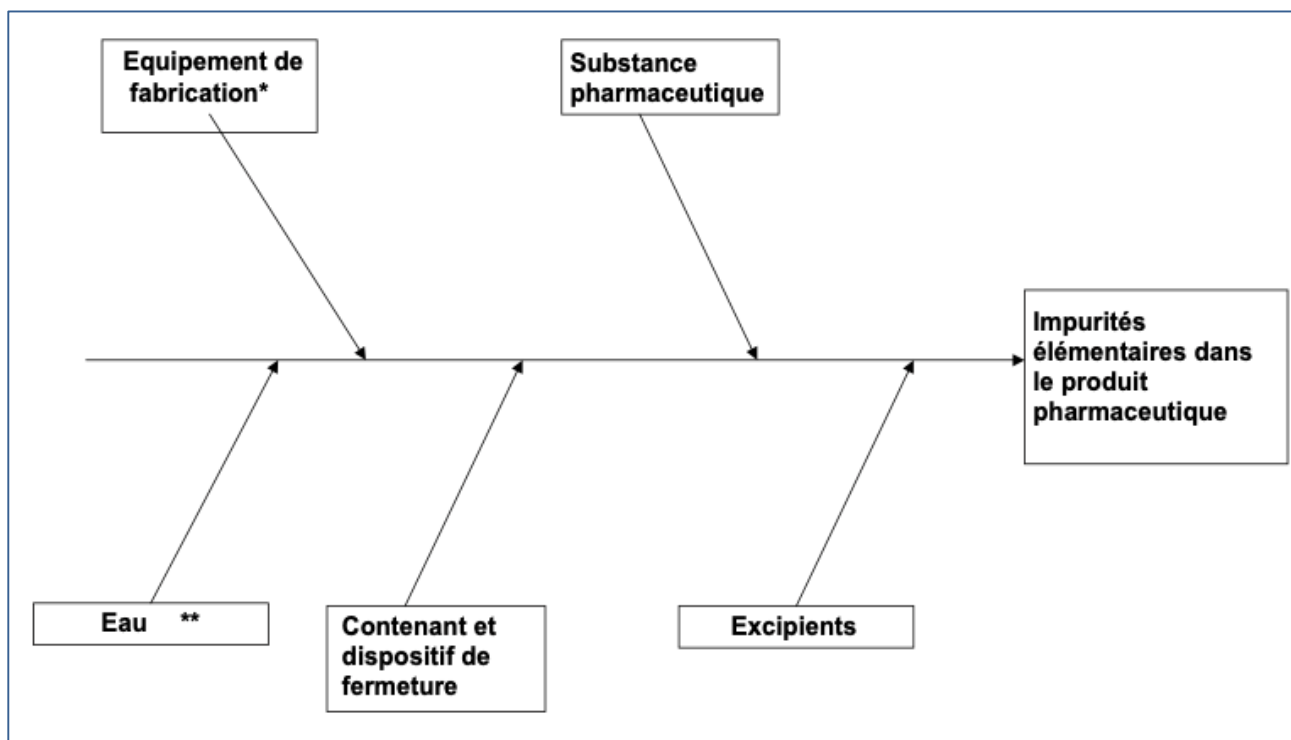 Equipement de
fabrication*
Substance
pharmaceutique
Impurités
élémentaires dans
le produit
pharmaceutique
Eau **
Contenant et
dispositif de
fermeture
Excipients